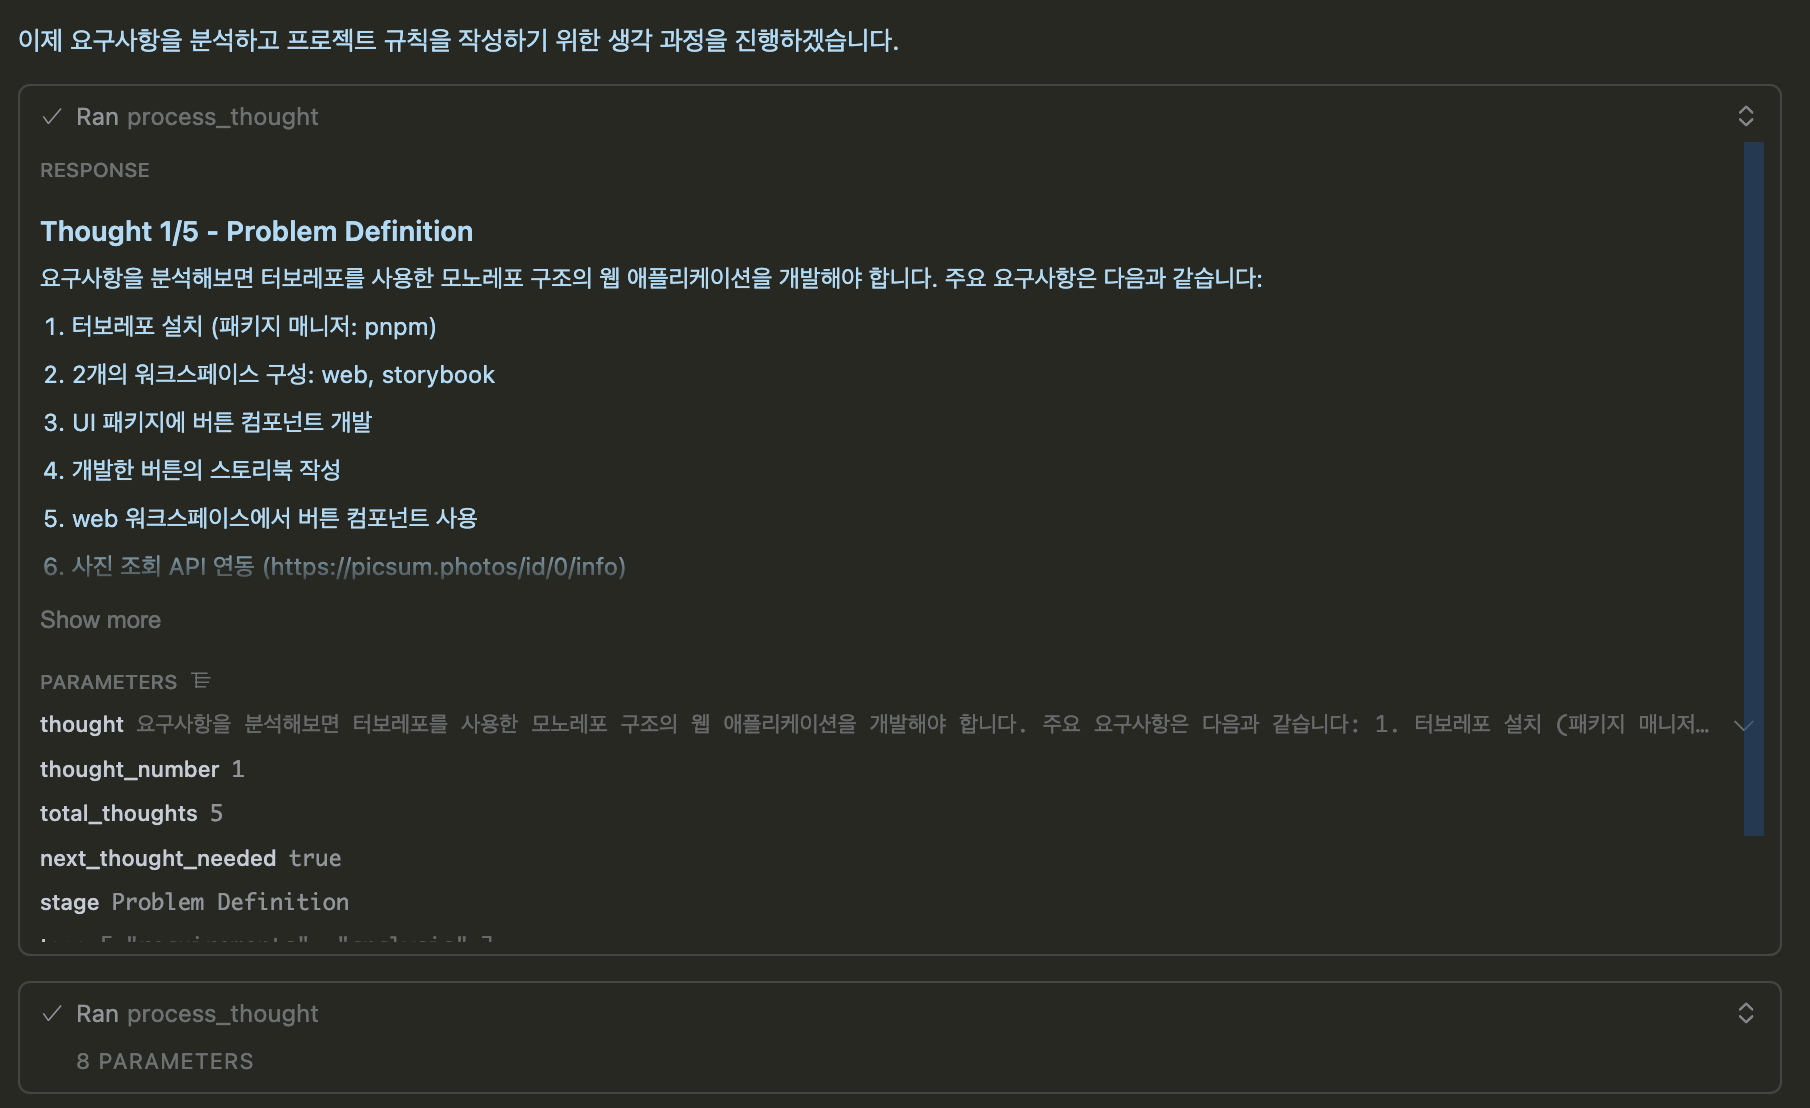 이제 요구사항을 분석하고 프로젝트 규칙을 작성하기 위한 생각 과정을 진행하겠습니다.
Ran process_thought
RESPONSE
Thought 1/5 - Problem Definition
요구사항을 분석해보면 터보레포를 사용한 모노레포 구조의 웹 애플리케이션을 개발해야 합니다. 주요 요구사항은 다음과 같습니다:
1. 터보레포 설치 (패키지 매니저: pnpm)
2. 2개의 워크스페이스 구성: web, storybook
3. UI 패키지에 버튼 컴포넌트 개발
4. 개발한 버튼의 스토리북 작성
5. web 워크스페이스에서 버튼 컴포넌트 사용
6. 사진 조회 API 연동 (https://picsum.photos/id/0/info)
Show more
PARAMETERS
thought 요구사항을 분석해보면 터보레포를 사용한 모노레포 구조의 웹 애플리케이션을 개발해야 합니다. 주요 요구사항은 다음과 같습니다: 1. 터보레포 설치 (패키지 매니저…
thought_number 1
total_thoughts 5
next_thought_needed true
stage Problem Definition
Ran process_thought
8 PARAMETERS